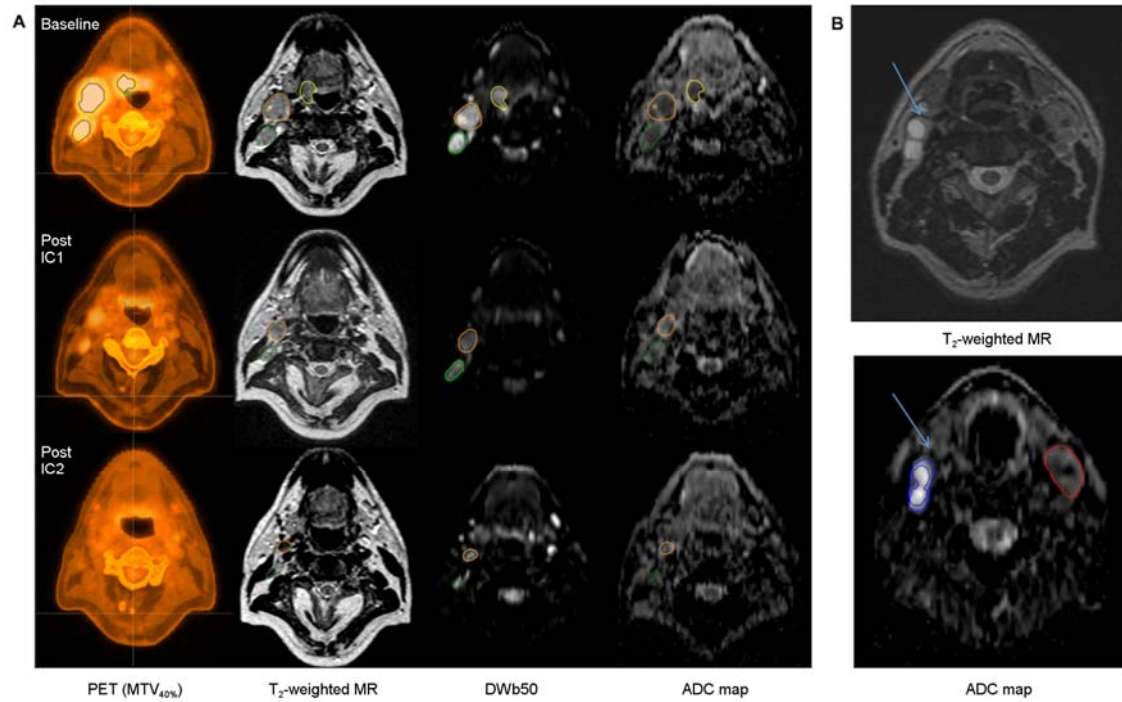 A
Baseline
Post
IC1
Post
IC2
PET (MTV₄₀%) T₂-weighted MR DWb50 ADC map
B
T₂-weighted MR
ADC map